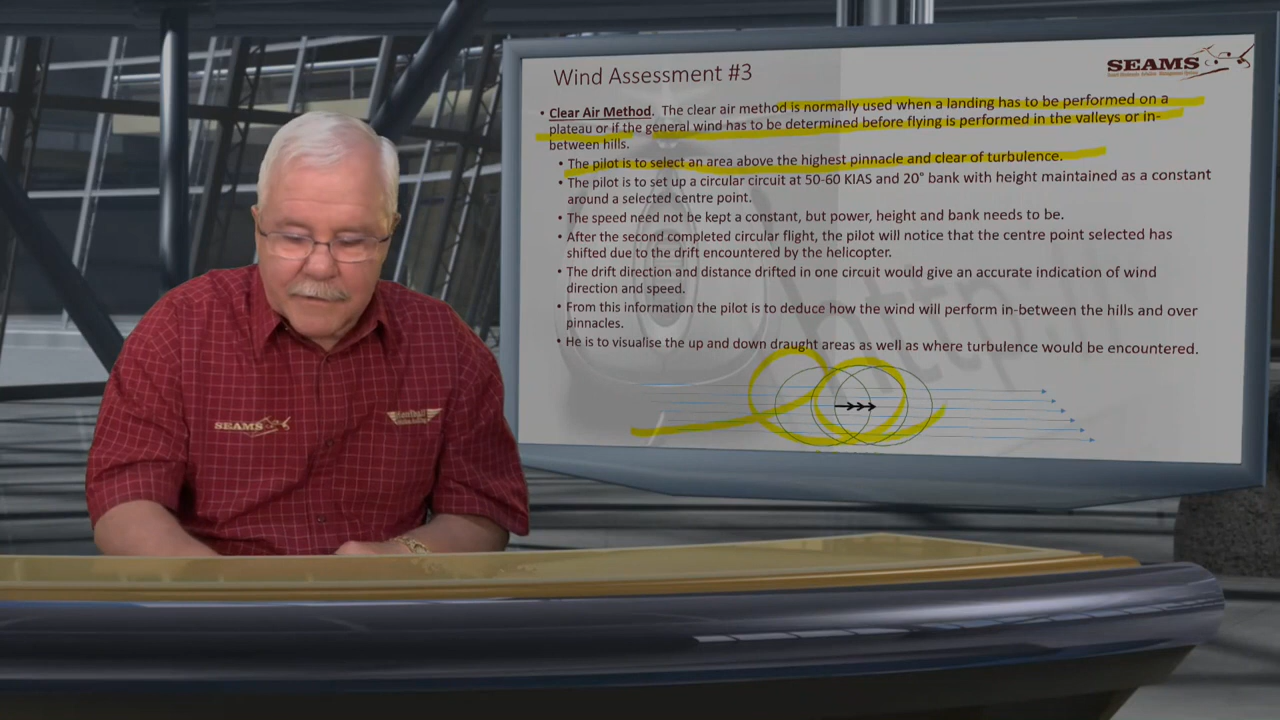 Wind Assessment #3
SEAMS
• Clear Air Method. The clear air method is normally used when a landing has to be performed on a
plateau or if the general wind has to be determined before flying is performed in the valleys or in-
between hills.
• The pilot is to select an area above the highest pinnacle and clear of turbulence.
• The pilot is to set up a circular circuit at 50-60 KIAS and 20° bank with height maintained as a constant
around a selected centre point.
• The speed need not be kept a constant, but power, height and bank needs to be.
• After the second completed circular flight, the pilot will notice that the centre point selected has
shifted due to the drift encountered by the helicopter.
• The drift direction and distance drifted in one circuit would give an accurate indication of wind
direction and speed.
• From this information the pilot is to deduce how the wind will perform in-between the hills and over
pinnacles.
• He is to visualise the up and down draught areas as well as where turbulence would be encountered.
http://
SEAMS